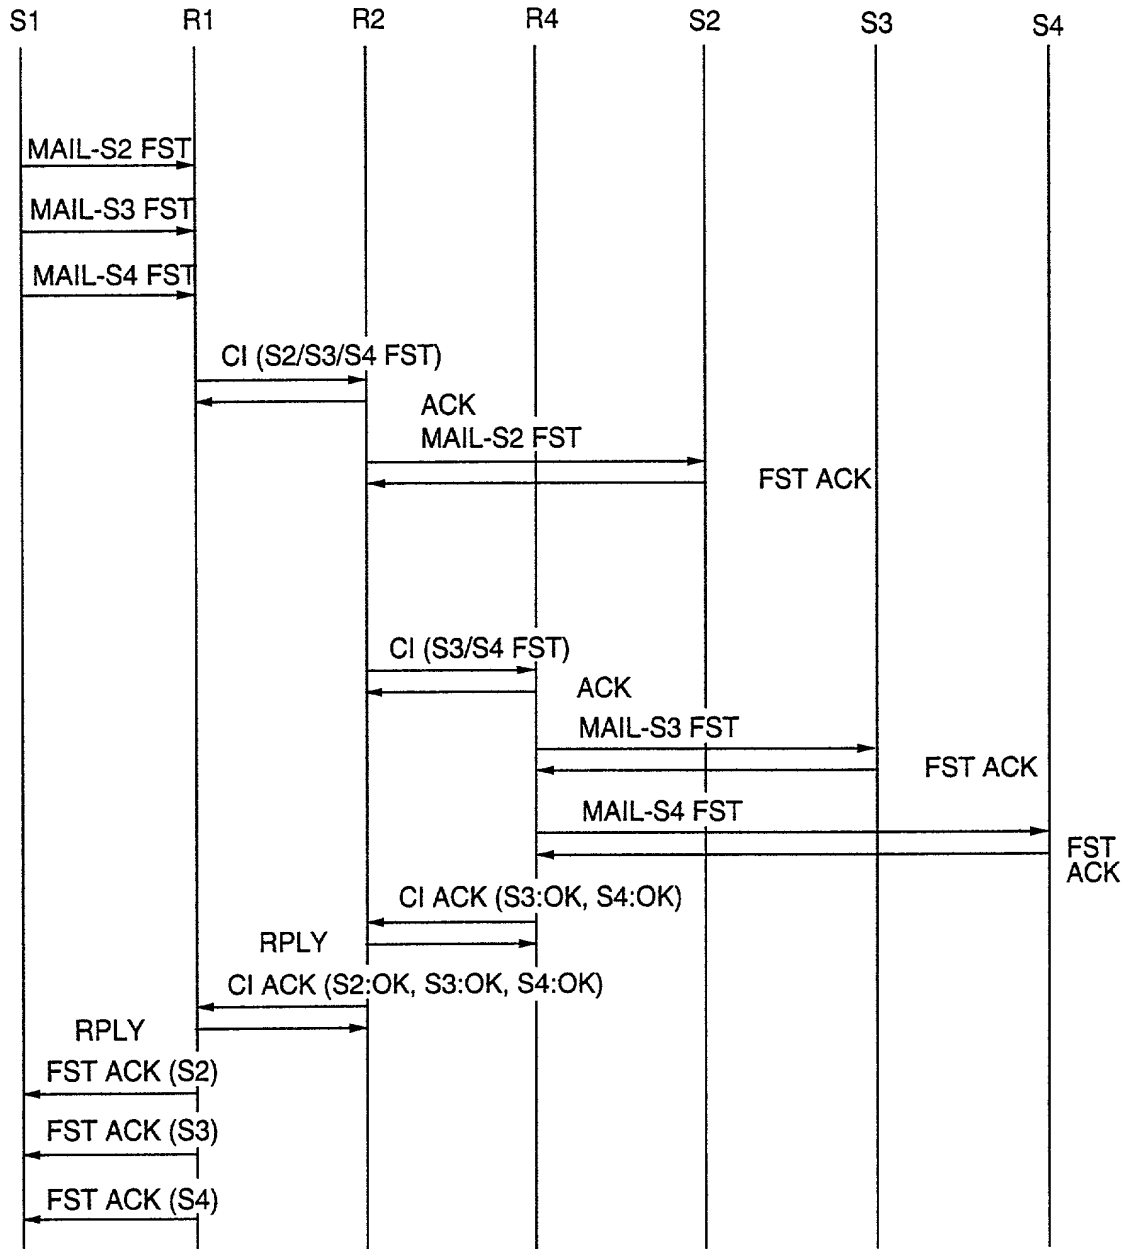 S1 R1 R2 R4 S2 S3 S4
MAIL-S2 FST
MAIL-S3 FST
MAIL-S4 FST
CI (S2/S3/S4 FST)
ACK
MAIL-S2 FST
FST ACK
CI (S3/S4 FST)
ACK
MAIL-S3 FST
FST ACK
MAIL-S4 FST
FST
ACK
CI ACK (S3:OK, S4:OK)
RPLY
CI ACK (S2:OK, S3:OK, S4:OK)
RPLY
FST ACK (S2)
FST ACK (S3)
FST ACK (S4)